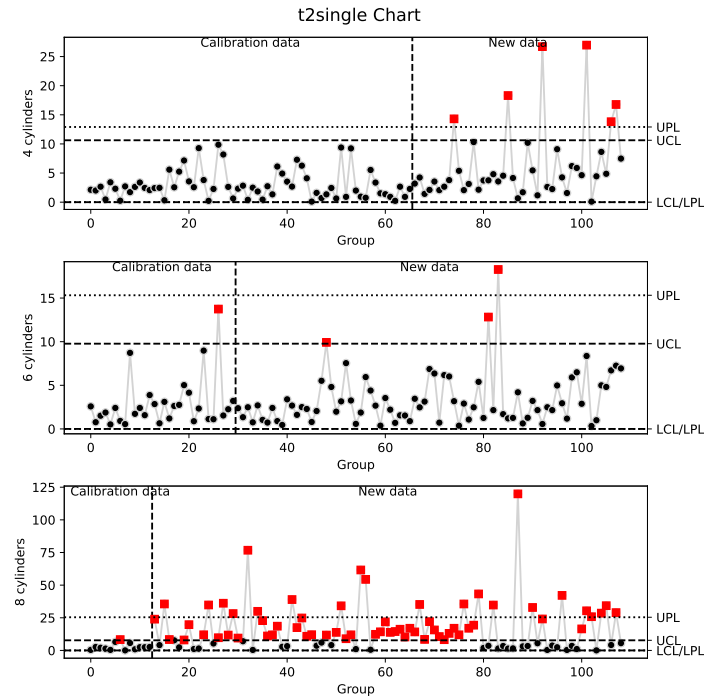 t2single Chart
Calibration data New data
25
20
15
10
5
0
4 cylinders
UPL
UCL
LCL/LPL
0 20 40 60 80 100
Group
Calibration data New data
15
10
5
0
6 cylinders
UPL
UCL
LCL/LPL
0 20 40 60 80 100
Group
Calibration data New data
125
100
75
50
25
0
8 cylinders
UPL
UCL
LCL/LPL
0 20 40 60 80 100
Group